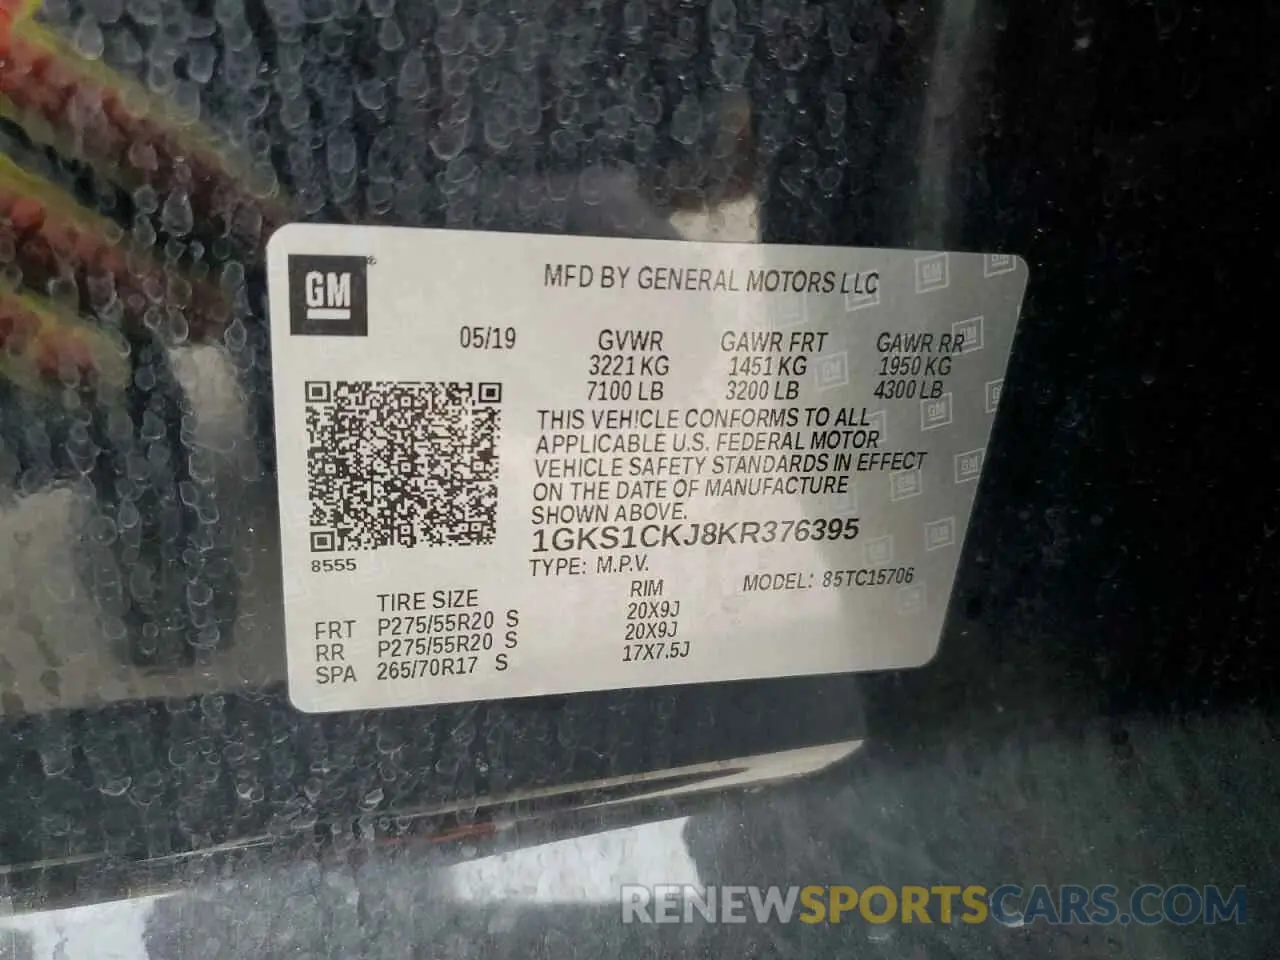 GM®
MFD BY GENERAL MOTORS LLC
05/19 GVWR GAWR FRT GAWR RR
3221 KG 1451 KG 1950 KG
7100 LB 3200 LB 4300 LB
THIS VEHICLE CONFORMS TO ALL
APPLICABLE U.S. FEDERAL MOTOR
VEHICLE SAFETY STANDARDS IN EFFECT
ON THE DATE OF MANUFACTURE
SHOWN ABOVE.
1GKS1CKJ8KR376395
8555
TYPE: M.P.V. MODEL: 85TC15706
TIRE SIZE RIM
FRT P275/55R20 S 20X9J
RR P275/55R20 S 20X9J
SPA 265/70R17 S 17X7.5J
RENEWSPORTSCARS.COM